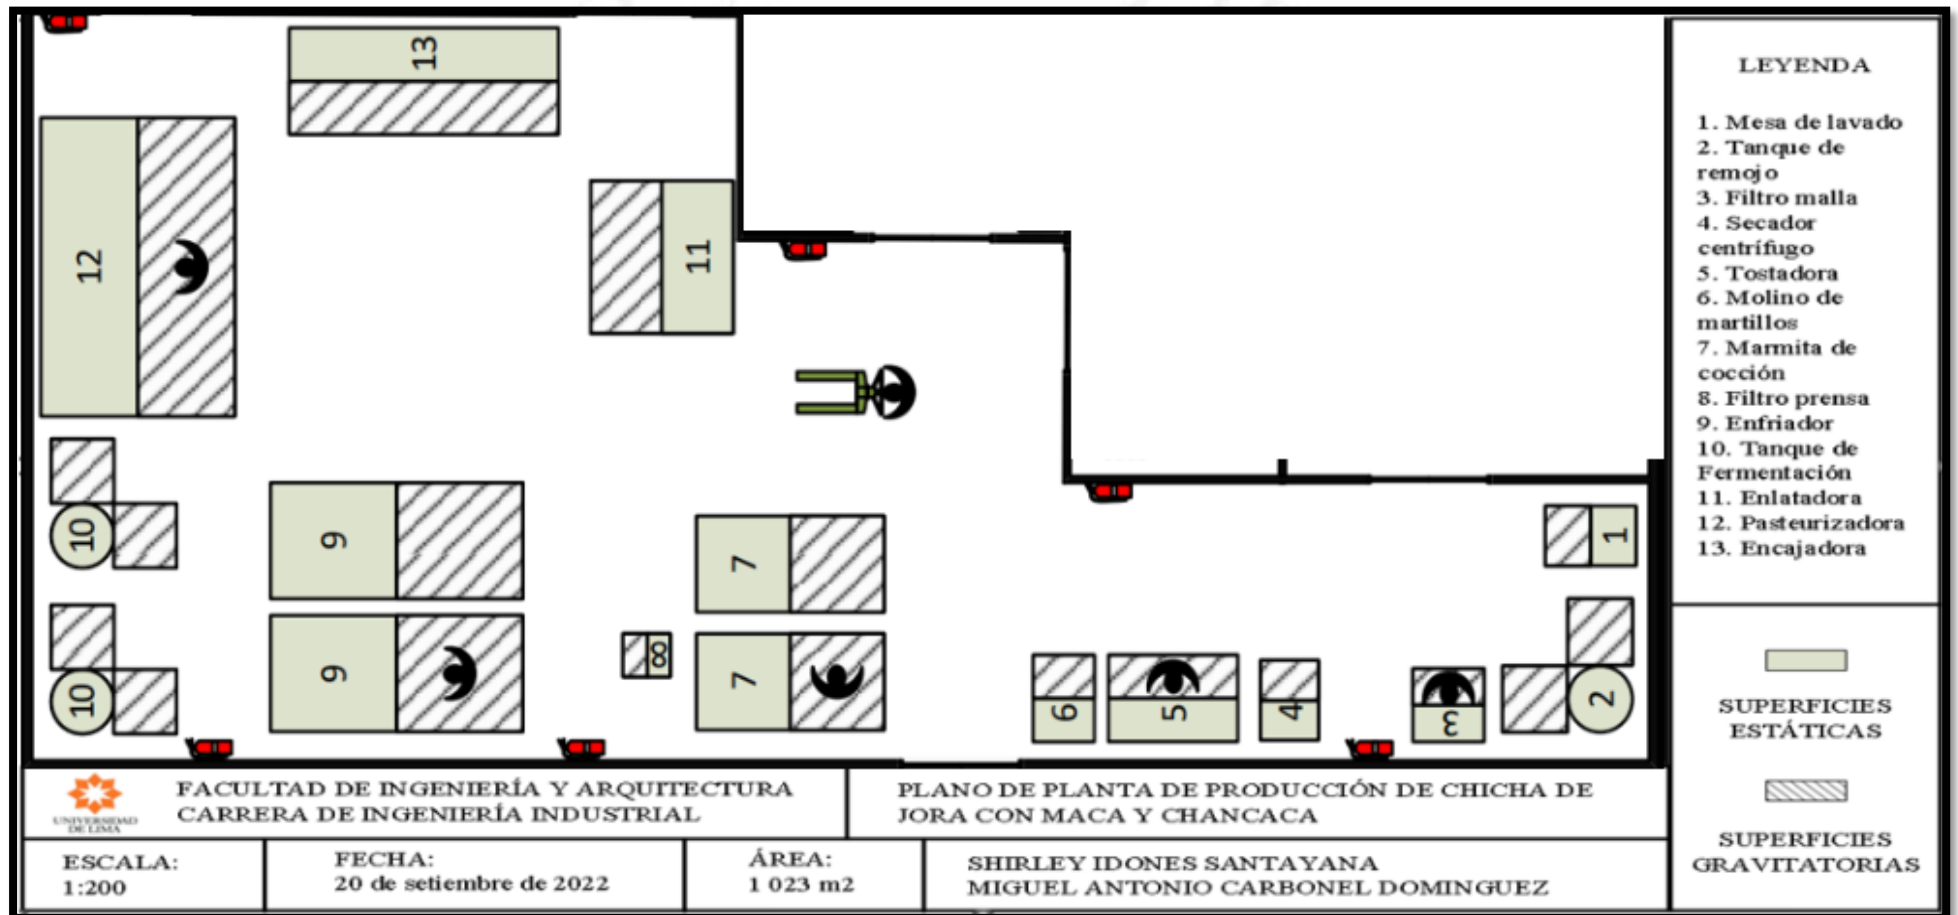 13
12
11
10
9
7
1
10
9
8
7
6
5
4
3
2
LEYENDA
1. Mesa de lavado
2. Tanque de
remojo
3. Filtro malla
4. Secador
centrífugo
5. Tostadora
6. Molino de
martillos
7. Marmita de
cocción
8. Filtro prensa
9. Enfriador
10. Tanque de
Fermentación
11. Enlatadora
12. Pasteurizadora
13. Encajadora
SUPERFICIES
ESTÁTICAS
SUPERFICIES
GRAVITATORIAS
UNIVERSIDAD
DE LIMA
FACULTAD DE INGENIERÍA Y ARQUITECTURA
CARRERA DE INGENIERÍA INDUSTRIAL
PLANO DE PLANTA DE PRODUCCIÓN DE CHICHA DE
JORA CON MACA Y CHANCACA
ESCALA:
1:200
FECHA:
20 de setiembre de 2022
ÁREA:
1 023 m2
SHIRLEY IDONES SANTAYANA
MIGUEL ANTONIO CARBONEL DOMINGUEZ